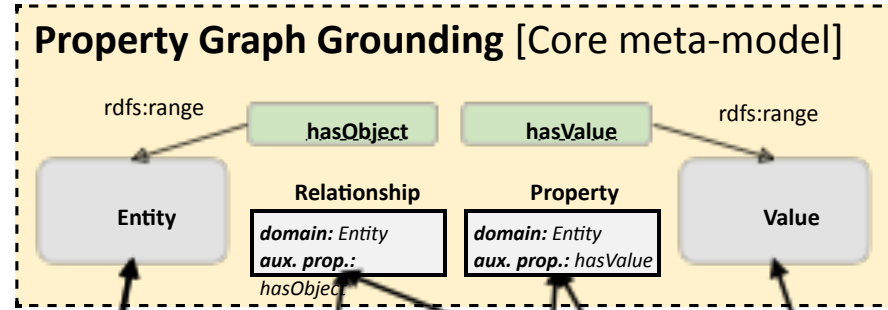 Property Graph Grounding [Core meta-model]
rdfs:range
hasObject
hasValue
rdfs:range
Entity
Relationship
domain: Entity
aux. prop.:
hasObject
Property
domain: Entity
aux. prop.: hasValue
Value